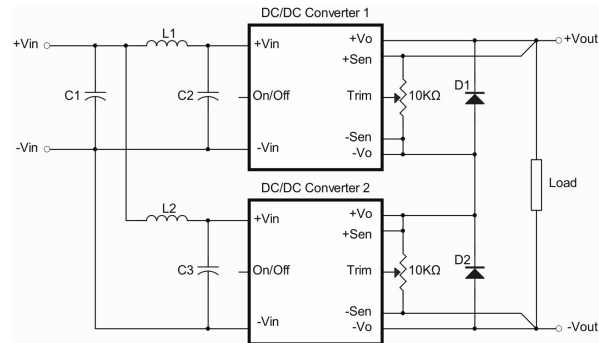 DC/DC Converter 1
+Vin
L1
+Vin
+Vo
+Vout
+Sen
C1
C2
On/Off
Trim
10KΩ
D1
-Vin
-Vin
-Sen
-Vo
Load
DC/DC Converter 2
L2
+Vin
+Vo
+Sen
C3
On/Off
Trim
10KΩ
D2
-Vin
-Sen
-Vo
-Vout